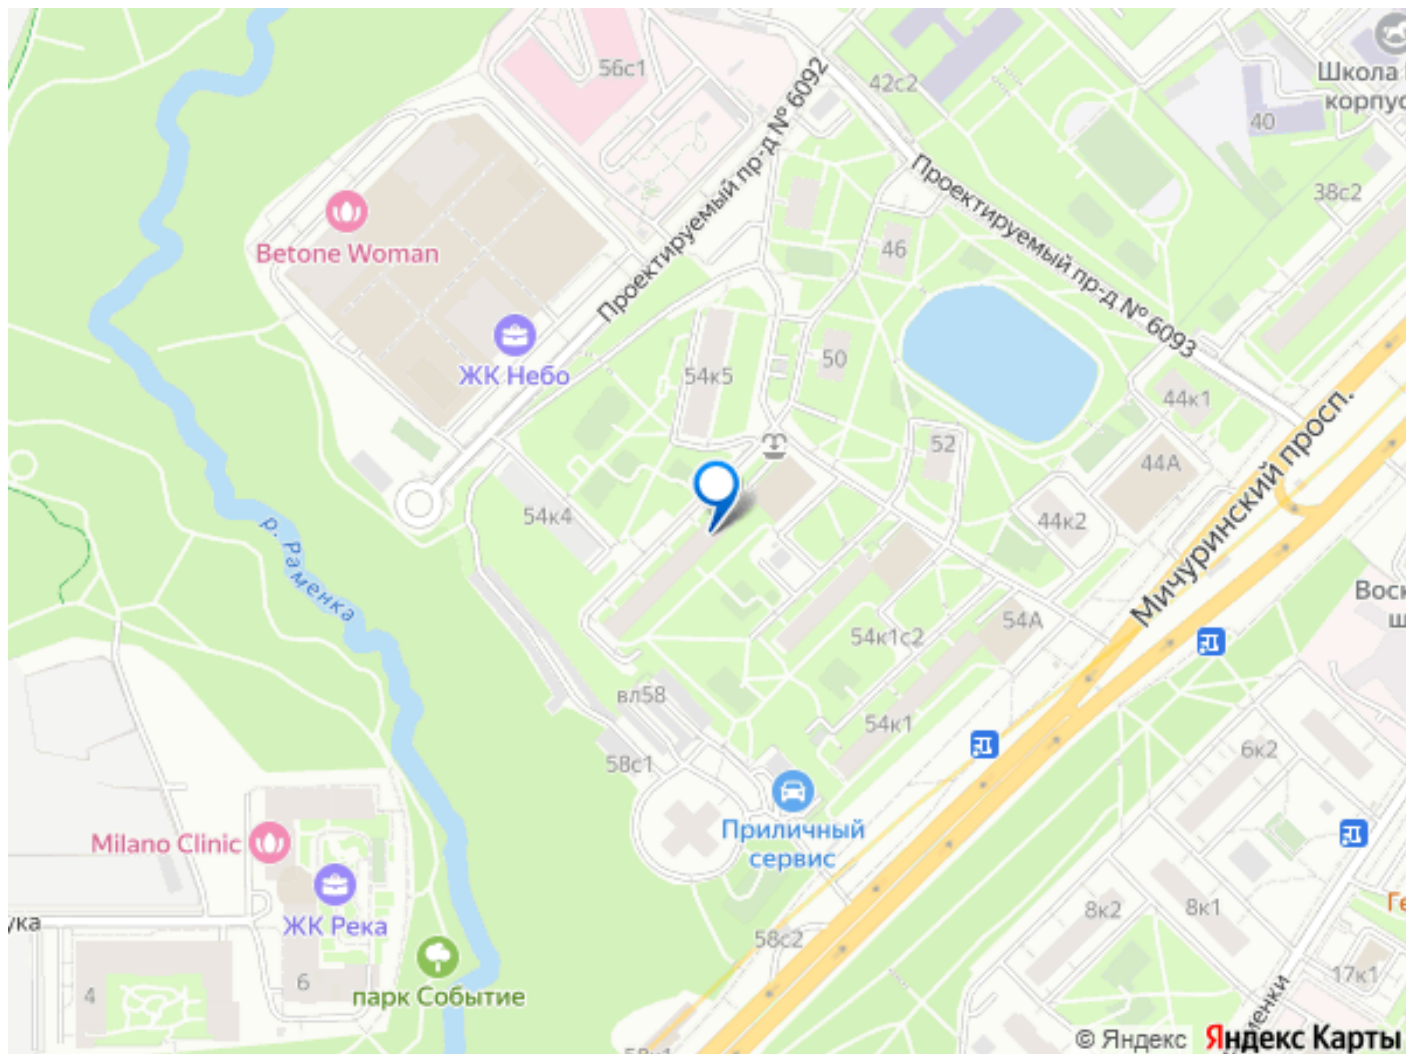 56с1
42с2
Школа
корпус
40
38с2
Проектируемый пр-д № 6092
Проектируемый пр-д № 6093
Betone Woman
46
ЖК Небо
54к5
50
44к1
52
44А
Мичуринский просп.
54к4
44к2
р. Раменка
54А
54к1с2
вл58
54к1
58с1
6к2
Приличный
сервис
Milano Clinic
ЖК Река
8к2
8к1
58с2
17к1
4
6
парк Событие
© Яндекс
Яндекс Карты